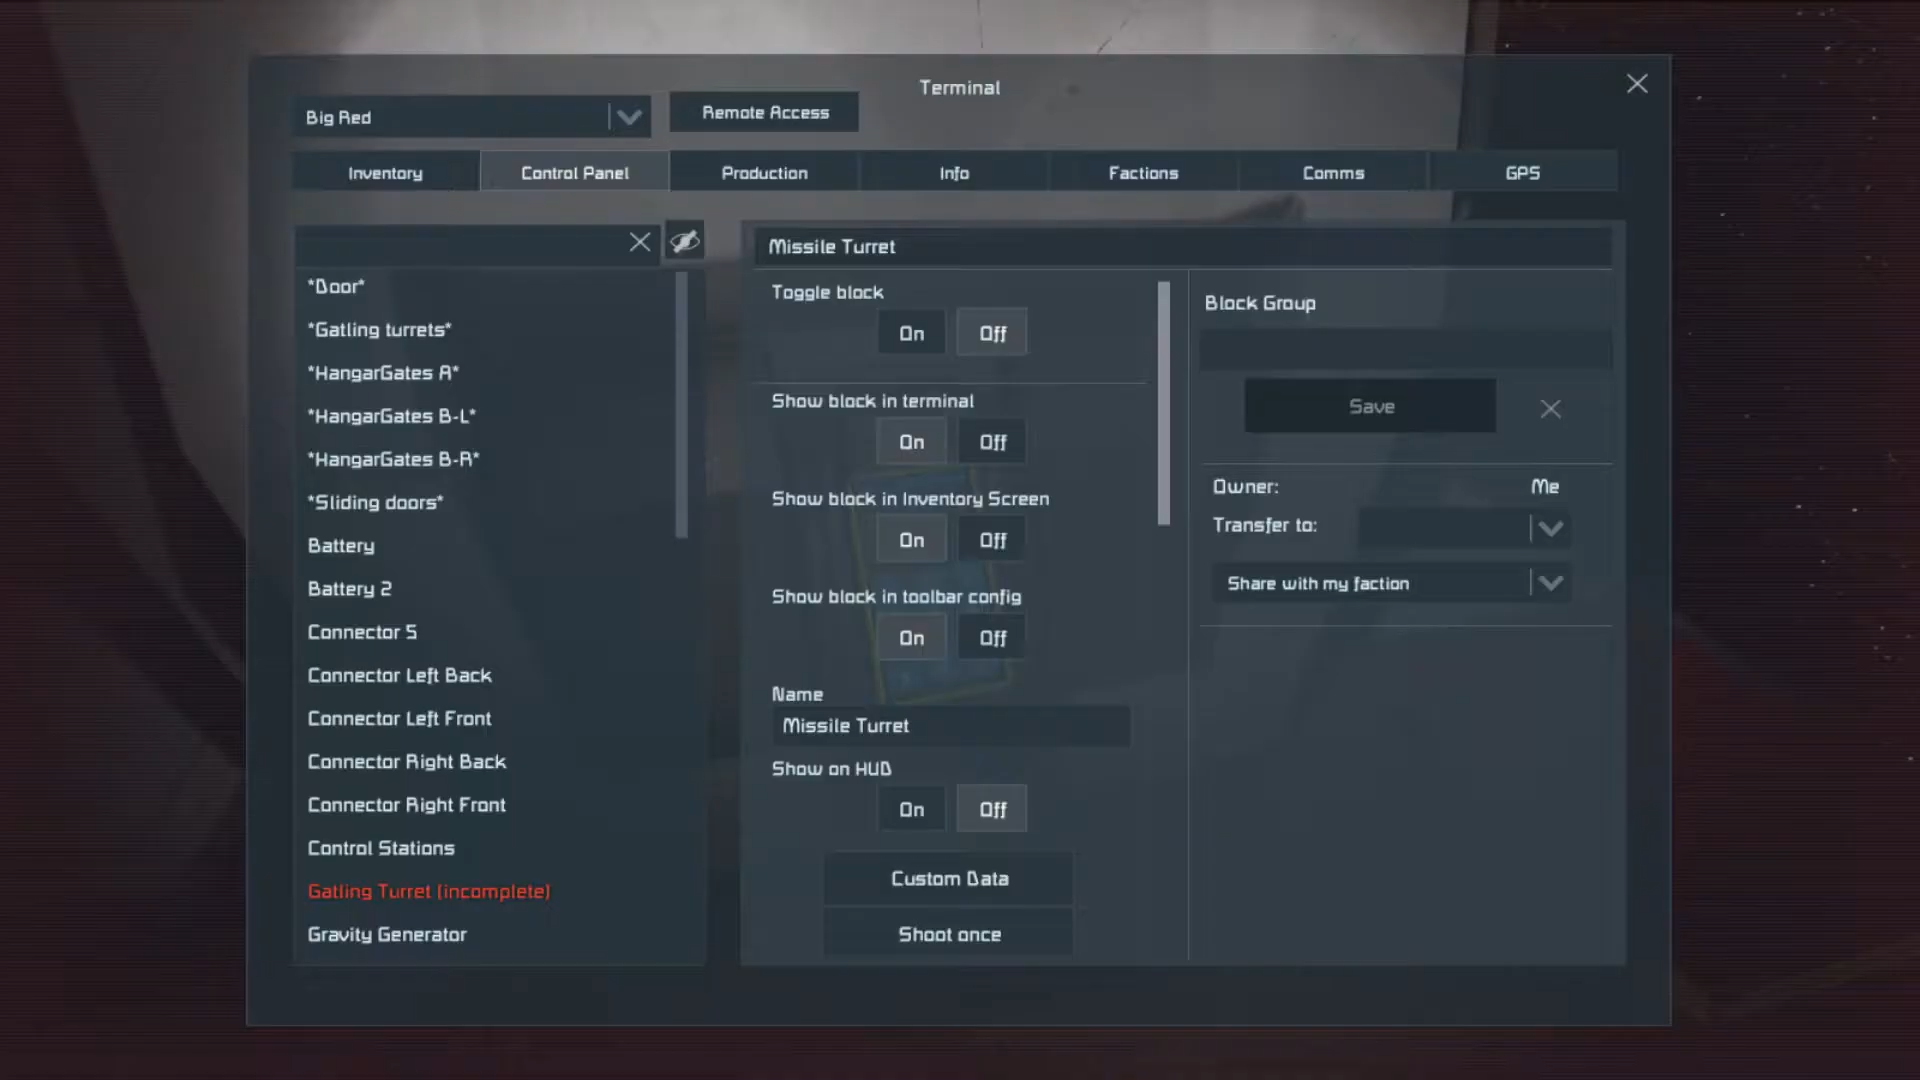 Terminal
Big Red
Remote Access
Inventory
Control Panel
Production
Info
Factions
Comms
GPS
*Door*
*Gatling turrets*
*HangarGates A*
*HangarGates B-L*
*HangarGates B-R*
*Sliding doors*
Battery
Battery 2
Connector 5
Connector Left Back
Connector Left Front
Connector Right Back
Connector Right Front
Control Stations
Gatling Turret (incomplete)
Gravity Generator
Missile Turret
Toggle block
On Off
Show block in terminal
On Off
Show block in Inventory Screen
On Off
Show block in toolbar config
On Off
Name
Missile Turret
Show on HUD
On Off
Custom Data
Shoot once
Block Group
Save
Owner: Me
Transfer to:
Share with my faction